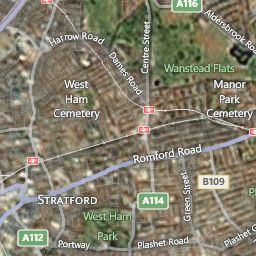 A116
Aldersbrook Road
Centre Street
Harrow Road
Dames Road
Wanstead Flats
West
Ham
Cemetery
Manor
Park
Cemetery
Romford Road
Green Street
B109
STRATFORD
A114
West Ham
Park
A112
Portway
Plashet Road